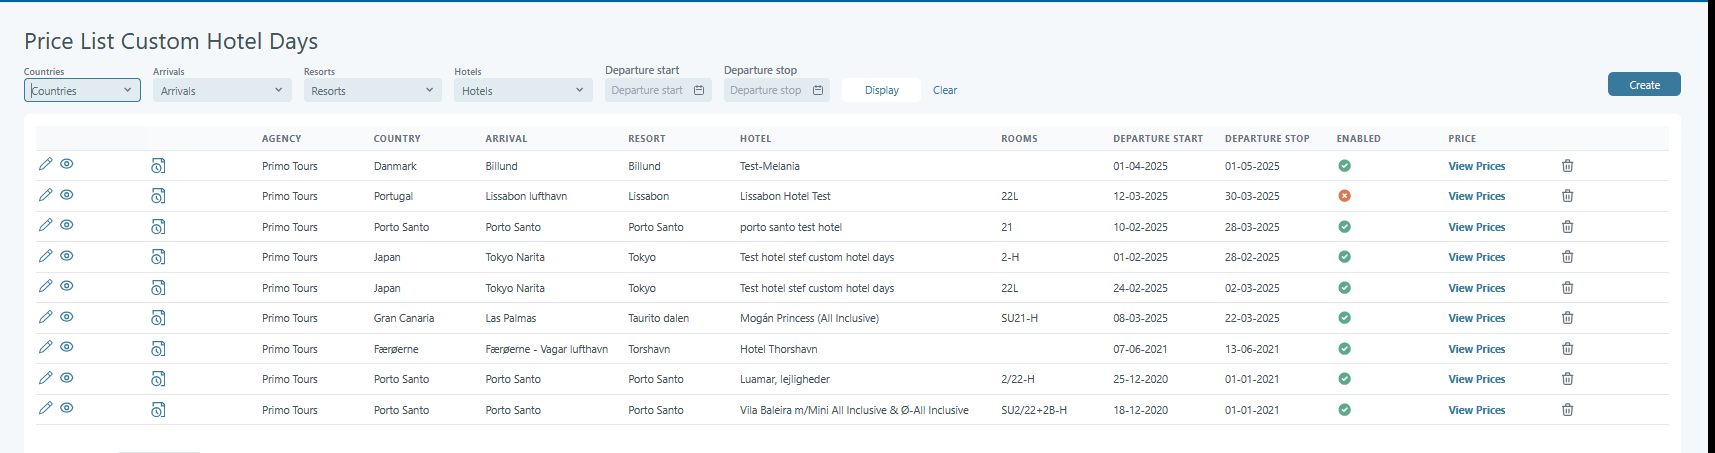 Price List Custom Hotel Days
Countries Arrivals Resorts Hotels Departure start Departure stop
Countries Arrivals Resorts Hotels Departure start Departure stop Display Clear Create
AGENCY COUNTRY ARRIVAL RESORT HOTEL ROOMS DEPARTURE START DEPARTURE STOP ENABLED PRICE
Primo Tours Danmark Billund Billund Test-Melania 01-04-2025 01-05-2025 View Prices
Primo Tours Portugal Lissabon lufthavn Lissabon Lissabon Hotel Test 22L 12-03-2025 30-03-2025 View Prices
Primo Tours Porto Santo Porto Santo Porto Santo porto santo test hotel 21 10-02-2025 28-03-2025 View Prices
Primo Tours Japan Tokyo Narita Tokyo Test hotel stef custom hotel days 2-H 01-02-2025 28-02-2025 View Prices
Primo Tours Japan Tokyo Narita Tokyo Test hotel stef custom hotel days 22L 24-02-2025 02-03-2025 View Prices
Primo Tours Gran Canaria Las Palmas Taurito dalen Mogán Princess (All Inclusive) SU21-H 08-03-2025 22-03-2025 View Prices
Primo Tours Færøerne Færøerne - Vagar lufthavn Torshavn Hotel Thorshavn 07-06-2021 13-06-2021 View Prices
Primo Tours Porto Santo Porto Santo Porto Santo Luamar, lejligheder 2/22-H 25-12-2020 01-01-2021 View Prices
Primo Tours Porto Santo Porto Santo Porto Santo Vila Baleira m/Mini All Inclusive & Ø-All Inclusive SU2/22+2B-H 18-12-2020 01-01-2021 View Prices